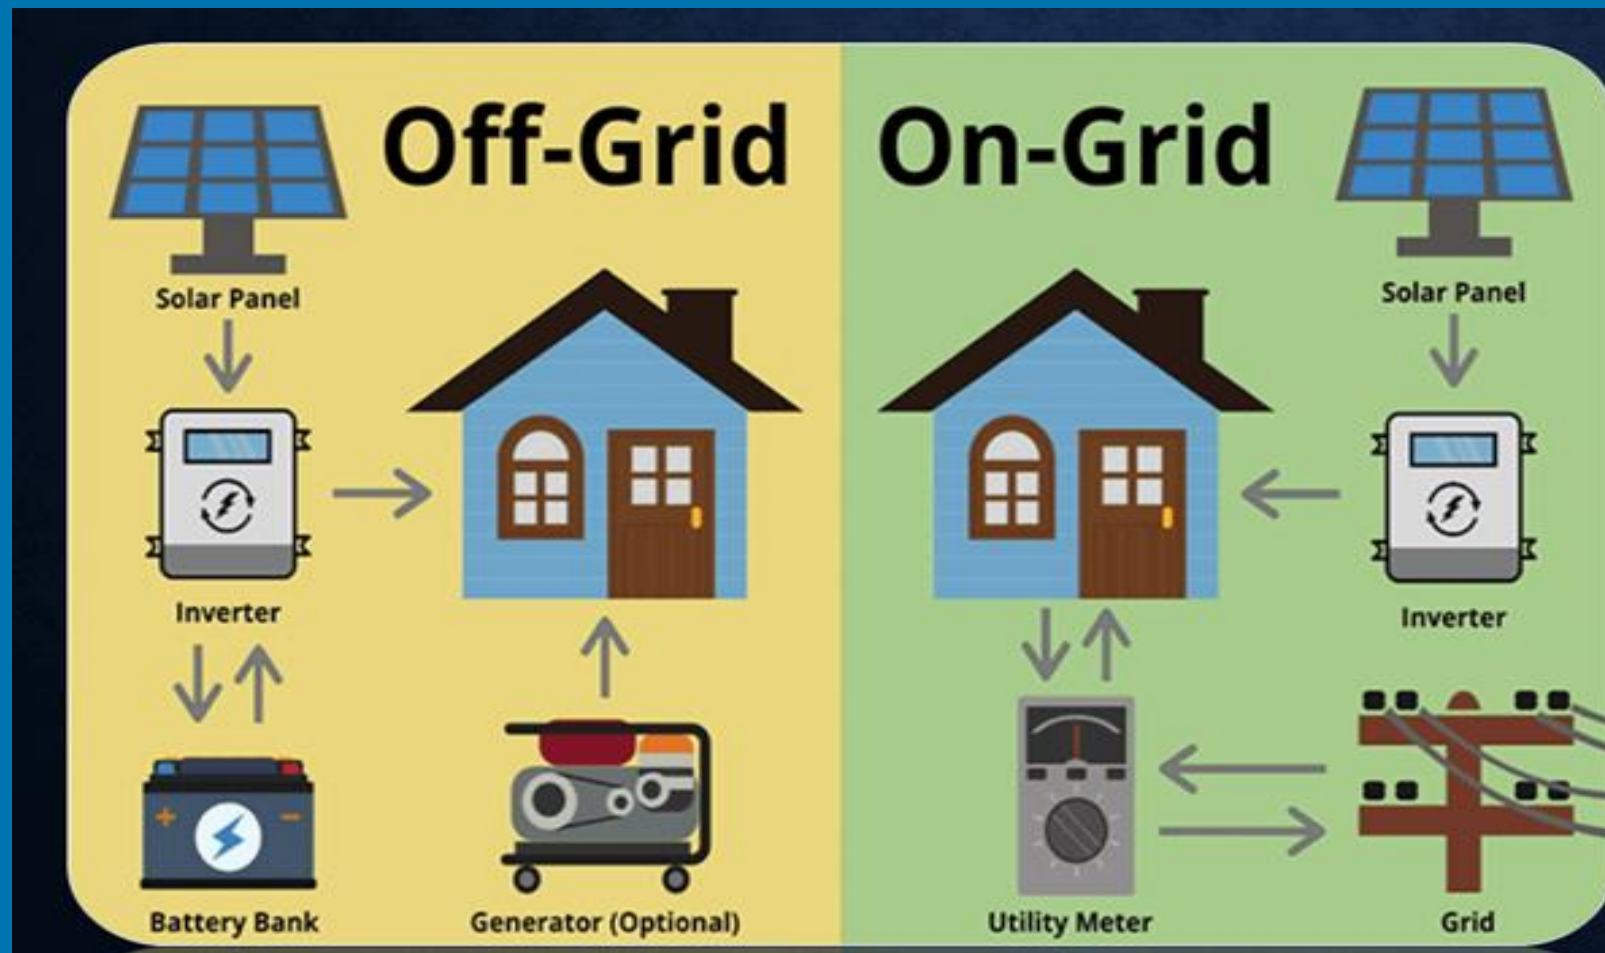 Off-Grid
Solar Panel
Inverter
Battery Bank
Generator (Optional)
On-Grid
Solar Panel
Inverter
Utility Meter
Grid